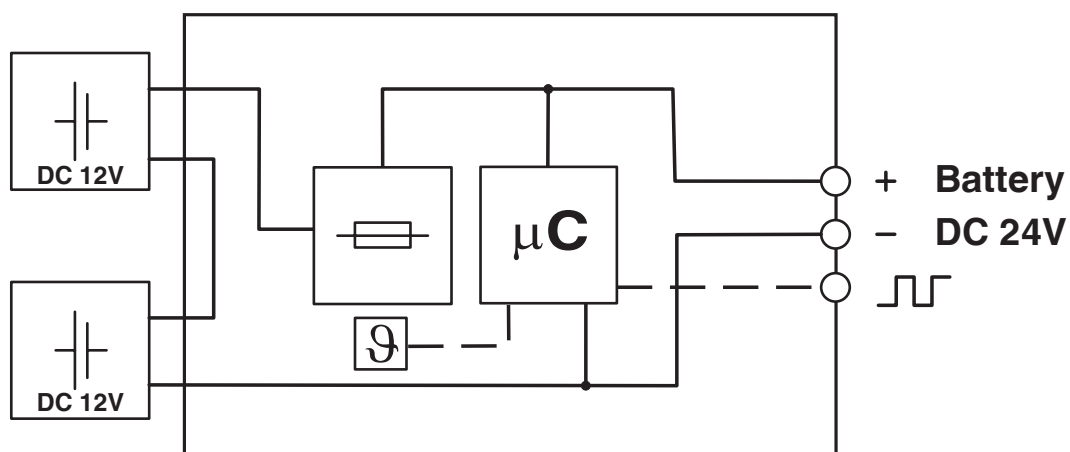 DC 12V
DC 12V
μC
ϑ
+ Battery
− DC 24V